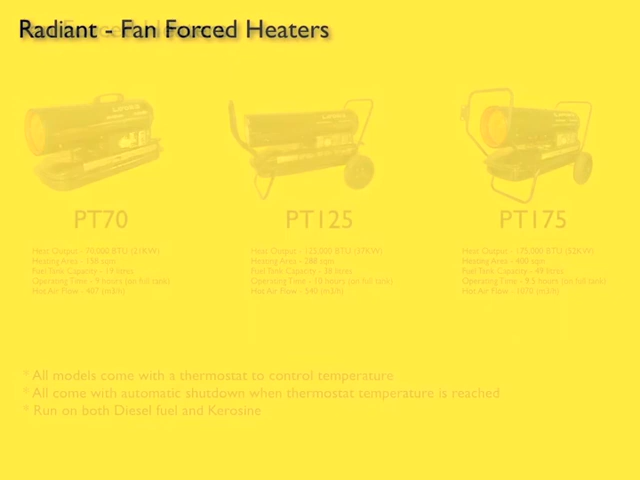 Radiant - Fan Forced Heaters
PT70
PT125
PT175
Heat Output - 70,000 BTU (21KW)
Heating Area - 150 sqm
Fuel Tank Capacity - 19 litres
Operating Time - 9 hours (on full tank)
Hot Air Flow - 467 (m3/h)
Heat Output - 125,000 BTU (37KW)
Heating Area - 288 sqm
Fuel Tank Capacity - 38 litres
Operating Time - 10 hours (on full tank)
Hot Air Flow - 540 (m3/h)
Heat Output - 175,000 BTU (52KW)
Heating Area - 400 sqm
Fuel Tank Capacity - 49 litres
Operating Time - 9.5 hours (on full tank)
Hot Air Flow - 1070 (m3/h)
* All models come with a thermostat to control temperature
* All come with automatic shutdown when thermostat temperature is reached
* Run on both Diesel fuel and Kerosine